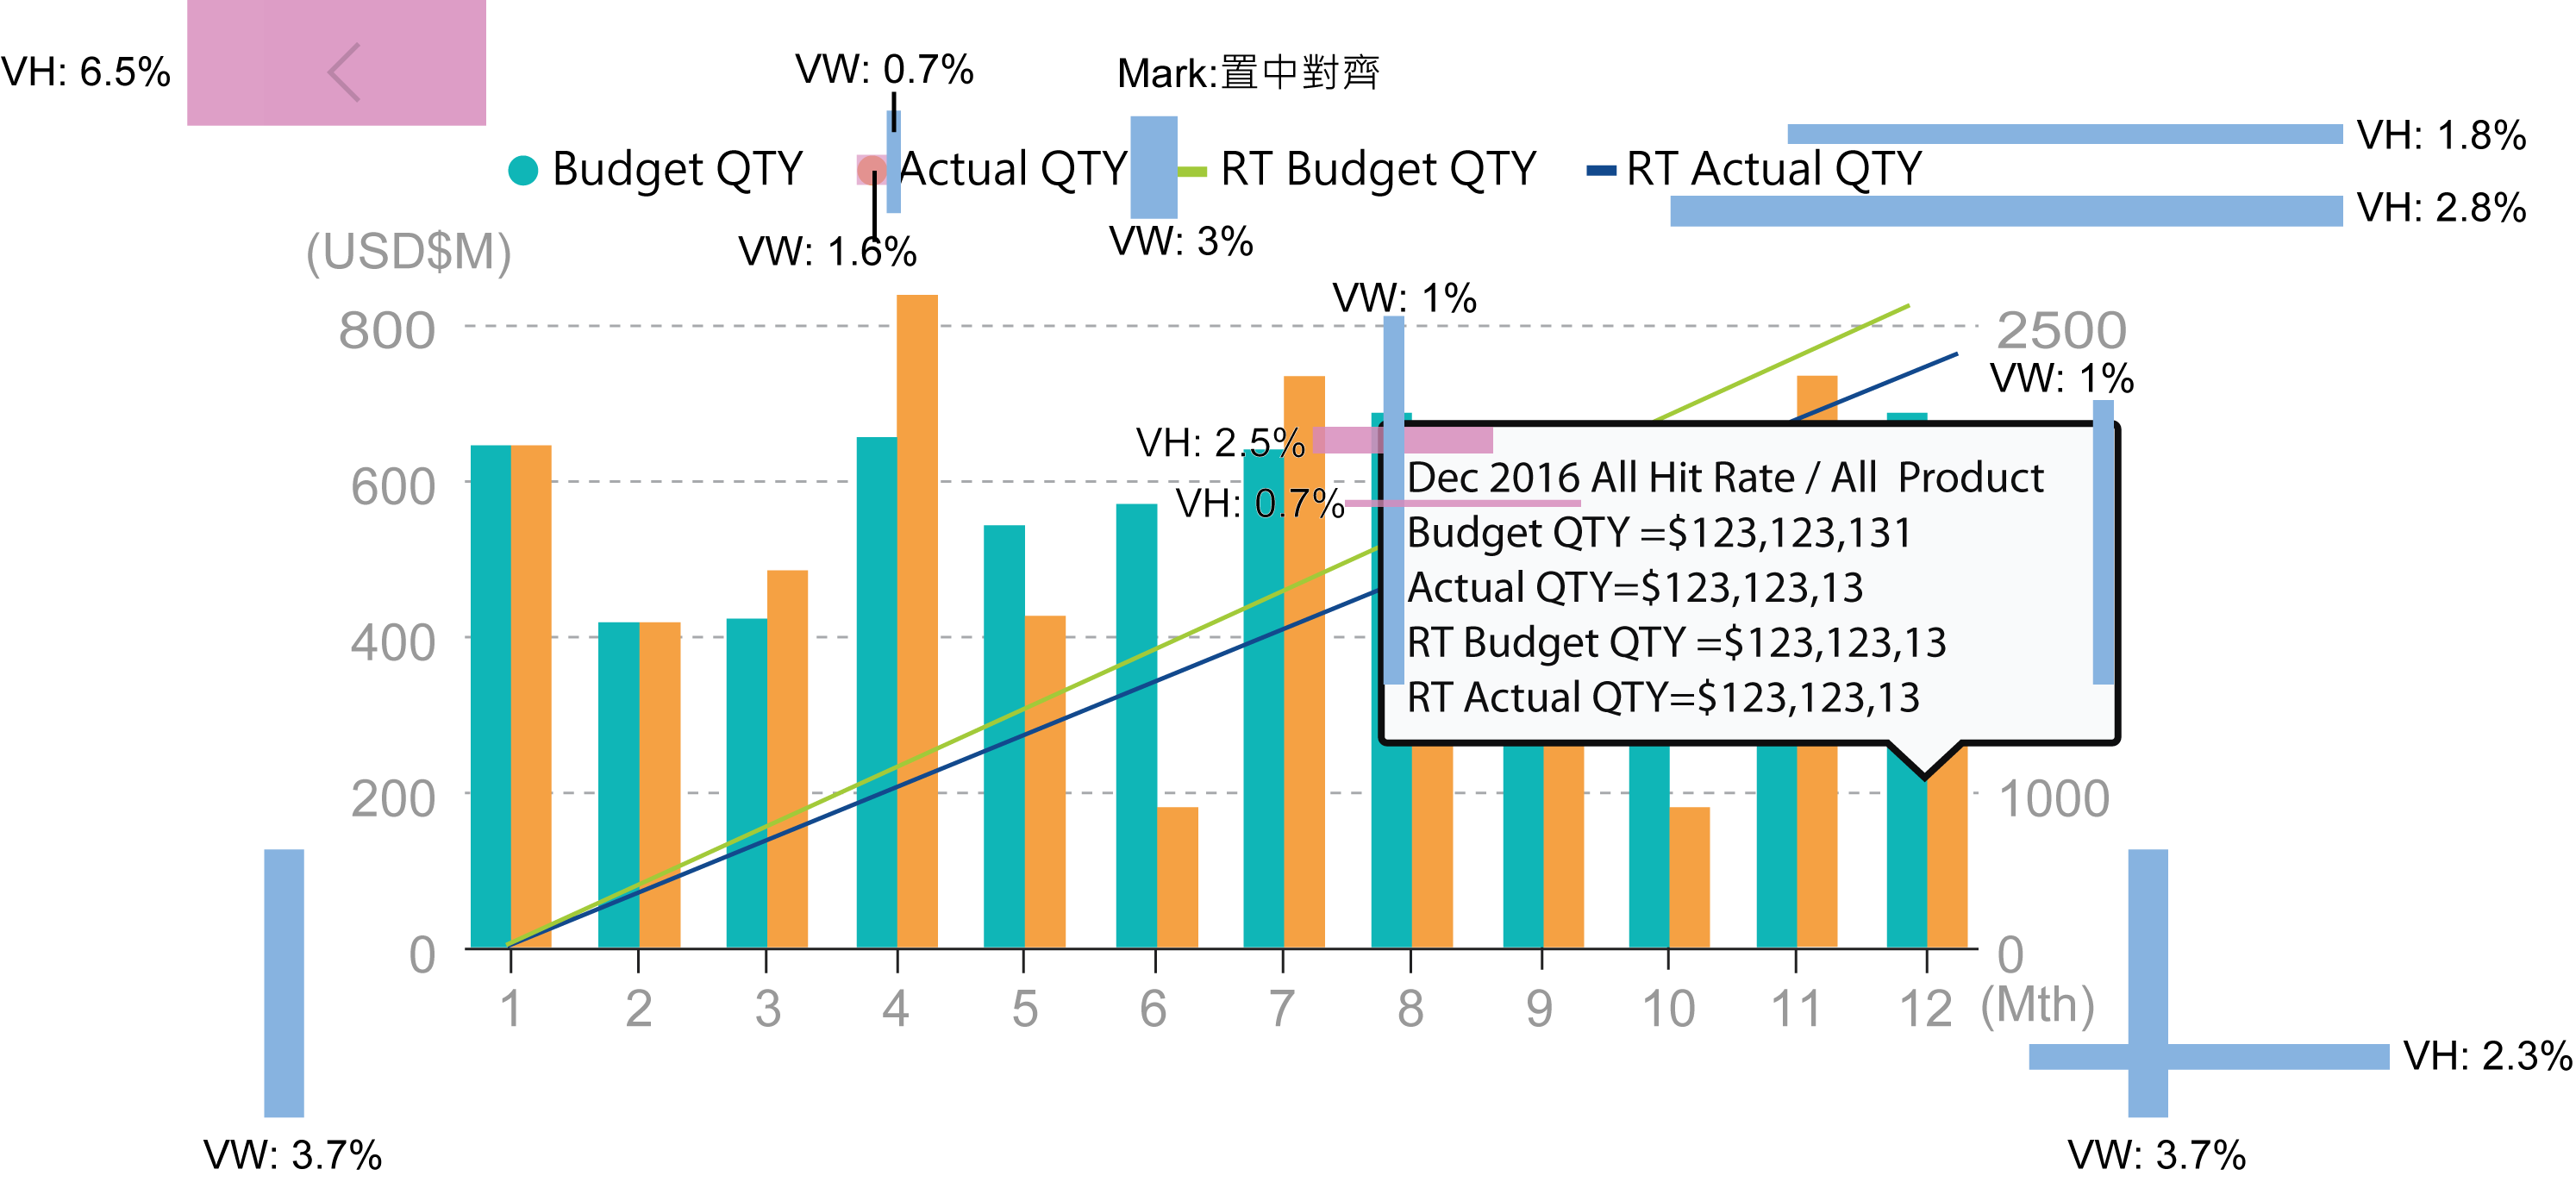 VH: 6.5%
VW: 0.7%
Mark:置中對齊
VH: 1.8%
Budget QTY
Actual QTY
RT Budget QTY
RT Actual QTY
VH: 2.8%
VW: 1.6%
VW: 3%
(USD$M)
VW: 1%
800
2500
VW: 1%
VH: 2.5%
600
VH: 0.7%
Dec 2016 All Hit Rate / All  Product
Budget QTY =$123,123,131
Actual QTY=$123,123,13
RT Budget QTY =$123,123,13
RT Actual QTY=$123,123,13
400
200
1000
0
0
1 2 3 4 5 6 7 8 9 10 11 12 (Mth)
VH: 2.3%
VW: 3.7%
VW: 3.7%